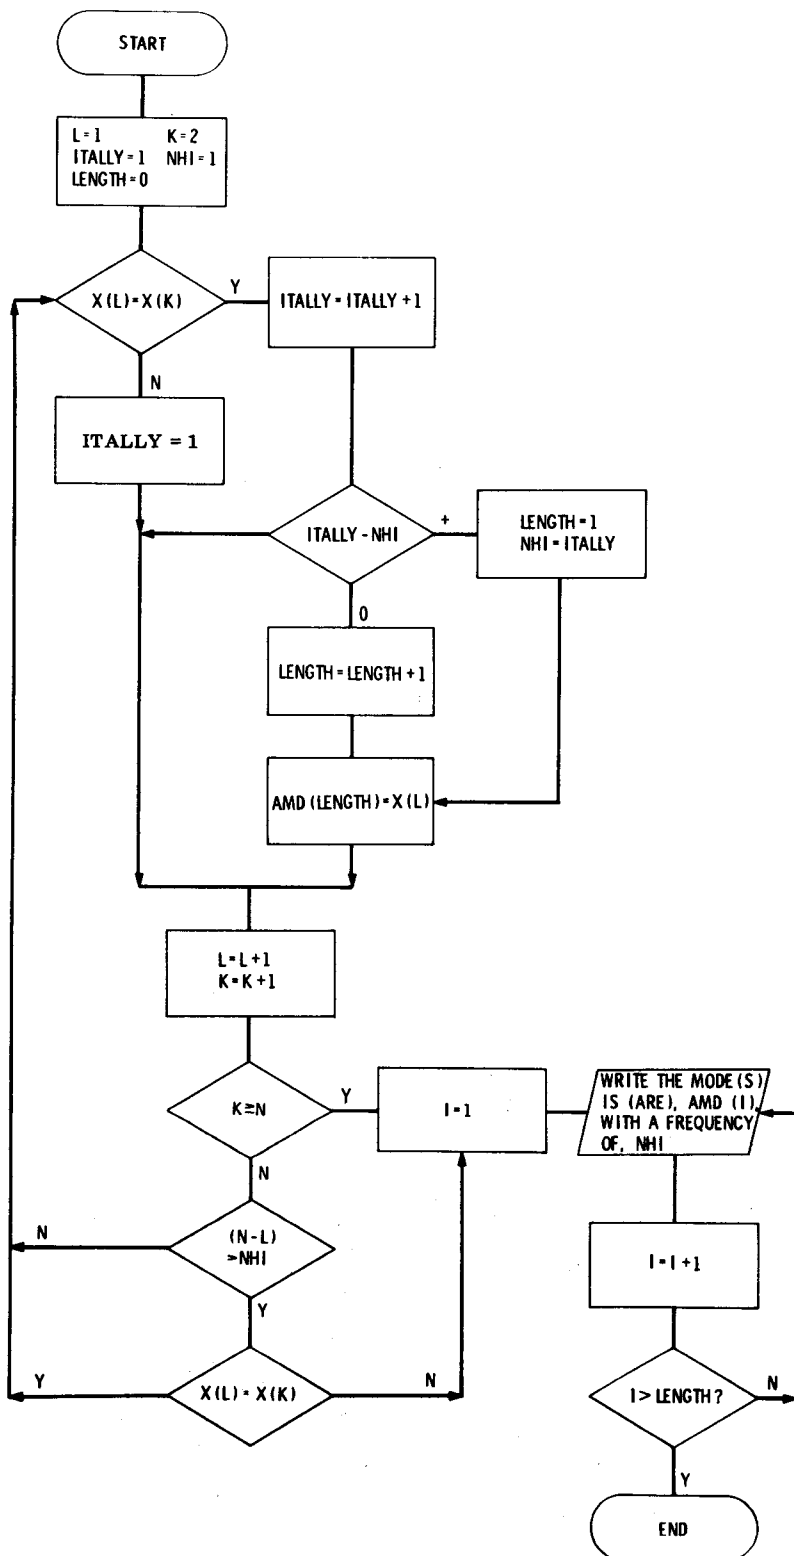 START
L=1 K=2
ITALLY=1 NHI=1
LENGTH=0
X(L)=X(K)
Y
ITALLY=ITALLY+1
N
ITALLY = 1
ITALLY-NHI
+
LENGTH=1
NHI=ITALLY
0
LENGTH=LENGTH+1
AMD(LENGTH)=X(L)
L=L+1
K=K+1
K≥N
Y
I=1
WRITE THE MODE(S)
IS (ARE), AMD (I)
WITH A FREQUENCY
OF, NHI
N
(N-L)
>NHI
N
Y
I=I+1
X(L)=X(K)
Y
N
I>LENGTH?
N
Y
END